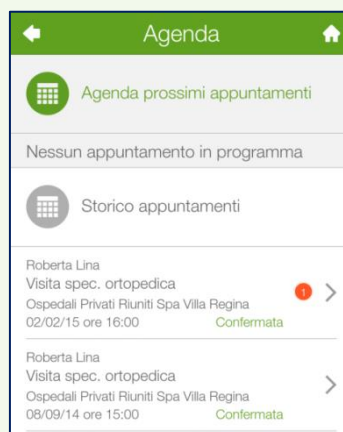 Agenda
Agenda prossimi appuntamenti
Nessun appuntamento in programma
Storico appuntamenti
Roberta Lina
Visita spec. ortopedica
Ospedali Privati Riuniti Spa Villa Regina
1
02/02/15 ore 16:00 Confermata
Roberta Lina
Visita spec. ortopedica
Ospedali Privati Riuniti Spa Villa Regina
08/09/14 ore 15:00 Confermata